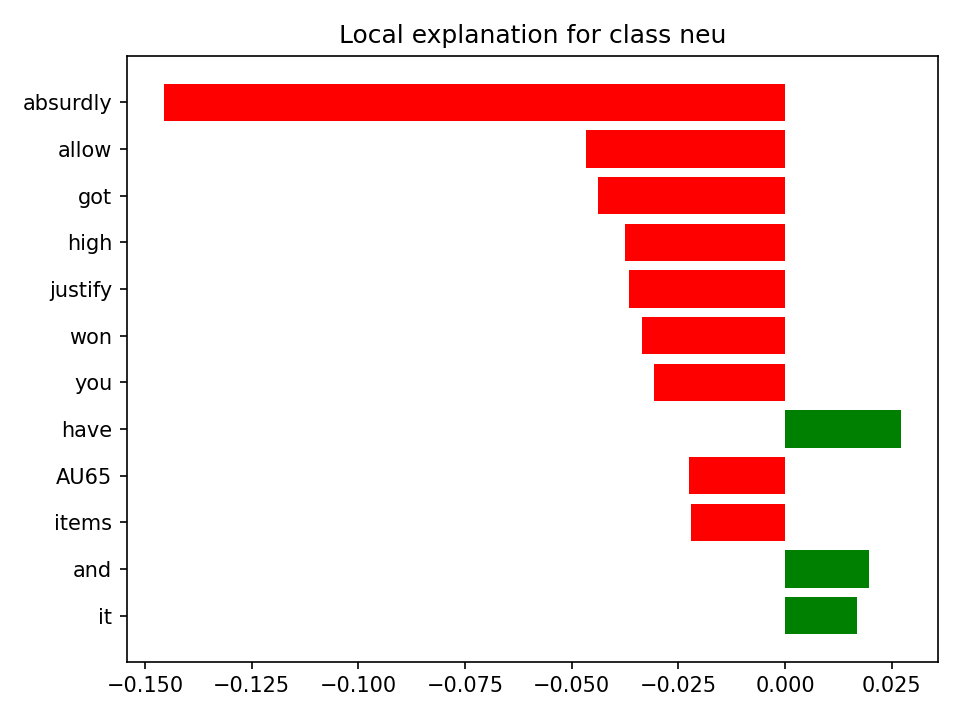 Local explanation for class neu
absurdly
allow
got
high
justify
won
you
have
AU65
items
and
it
−0.150 −0.125 −0.100 −0.075 −0.050 −0.025 0.000 0.025